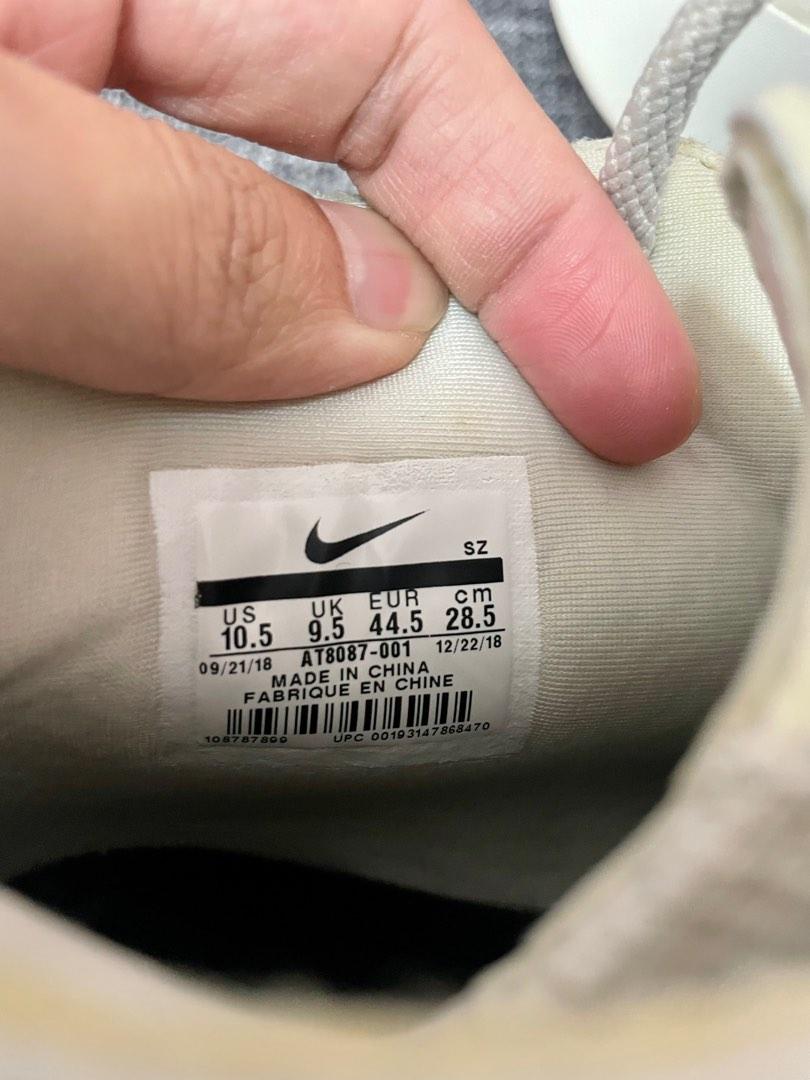 SZ
US UK EUR cm
10.5 9.5 44.5 28.5
09/21/18 AT8087-001 12/22/18
MADE IN CHINA
FABRIQUE EN CHINE
108787899 UPC 00193147868470